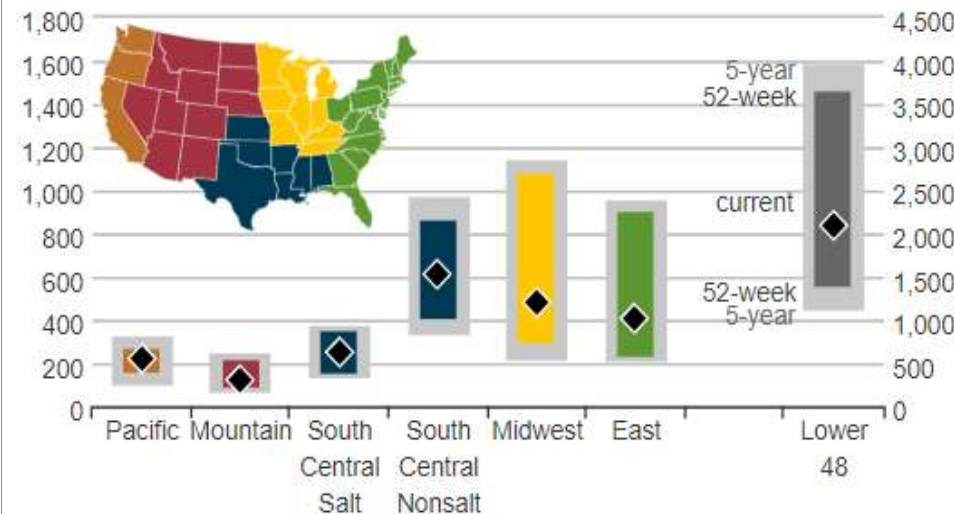 1,800
1,600
1,400
1,200
1,000
800
600
400
200
0
4,500
4,000
3,500
3,000
2,500
2,000
1,500
1,000
500
0
5-year
52-week
current
52-week
5-year
Pacific
Mountain
South
Central
Salt
South
Central
Nonsalt
Midwest
East
Lower
48